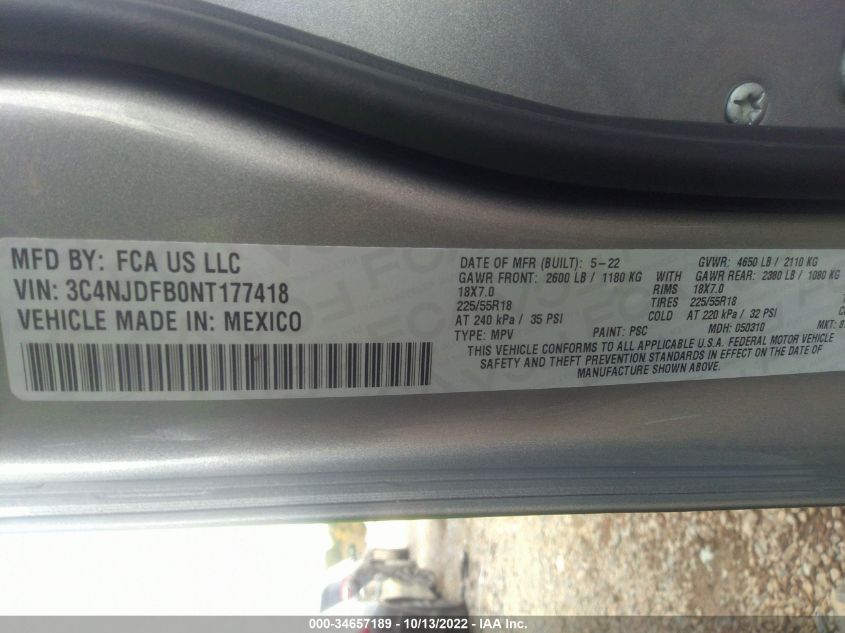 MFD BY: FCA US LLC
VIN: 3C4NJDFB0NT177418
VEHICLE MADE IN: MEXICO
DATE OF MFR (BUILT): 5-22 GVWR: 4650 LB / 2110 KG
GAWR FRONT: 2600 LB / 1180 KG WITH GAWR REAR: 2380 LB / 1080 KG
18X7.0 RIMS 18X7.0
225/55R18 TIRES 225/55R18
AT 240 kPa / 35 PSI COLD AT 220 kPa / 32 PSI
TYPE: MPV PAINT: PSC MDH: 050310 MKT:
THIS VEHICLE CONFORMS TO ALL APPLICABLE U.S.A. FEDERAL MOTOR VEHICLE
SAFETY AND THEFT PREVENTION STANDARDS IN EFFECT ON THE DATE OF
MANUFACTURE SHOWN ABOVE.
000-34657189 - 10/13/2022 - IAA Inc.